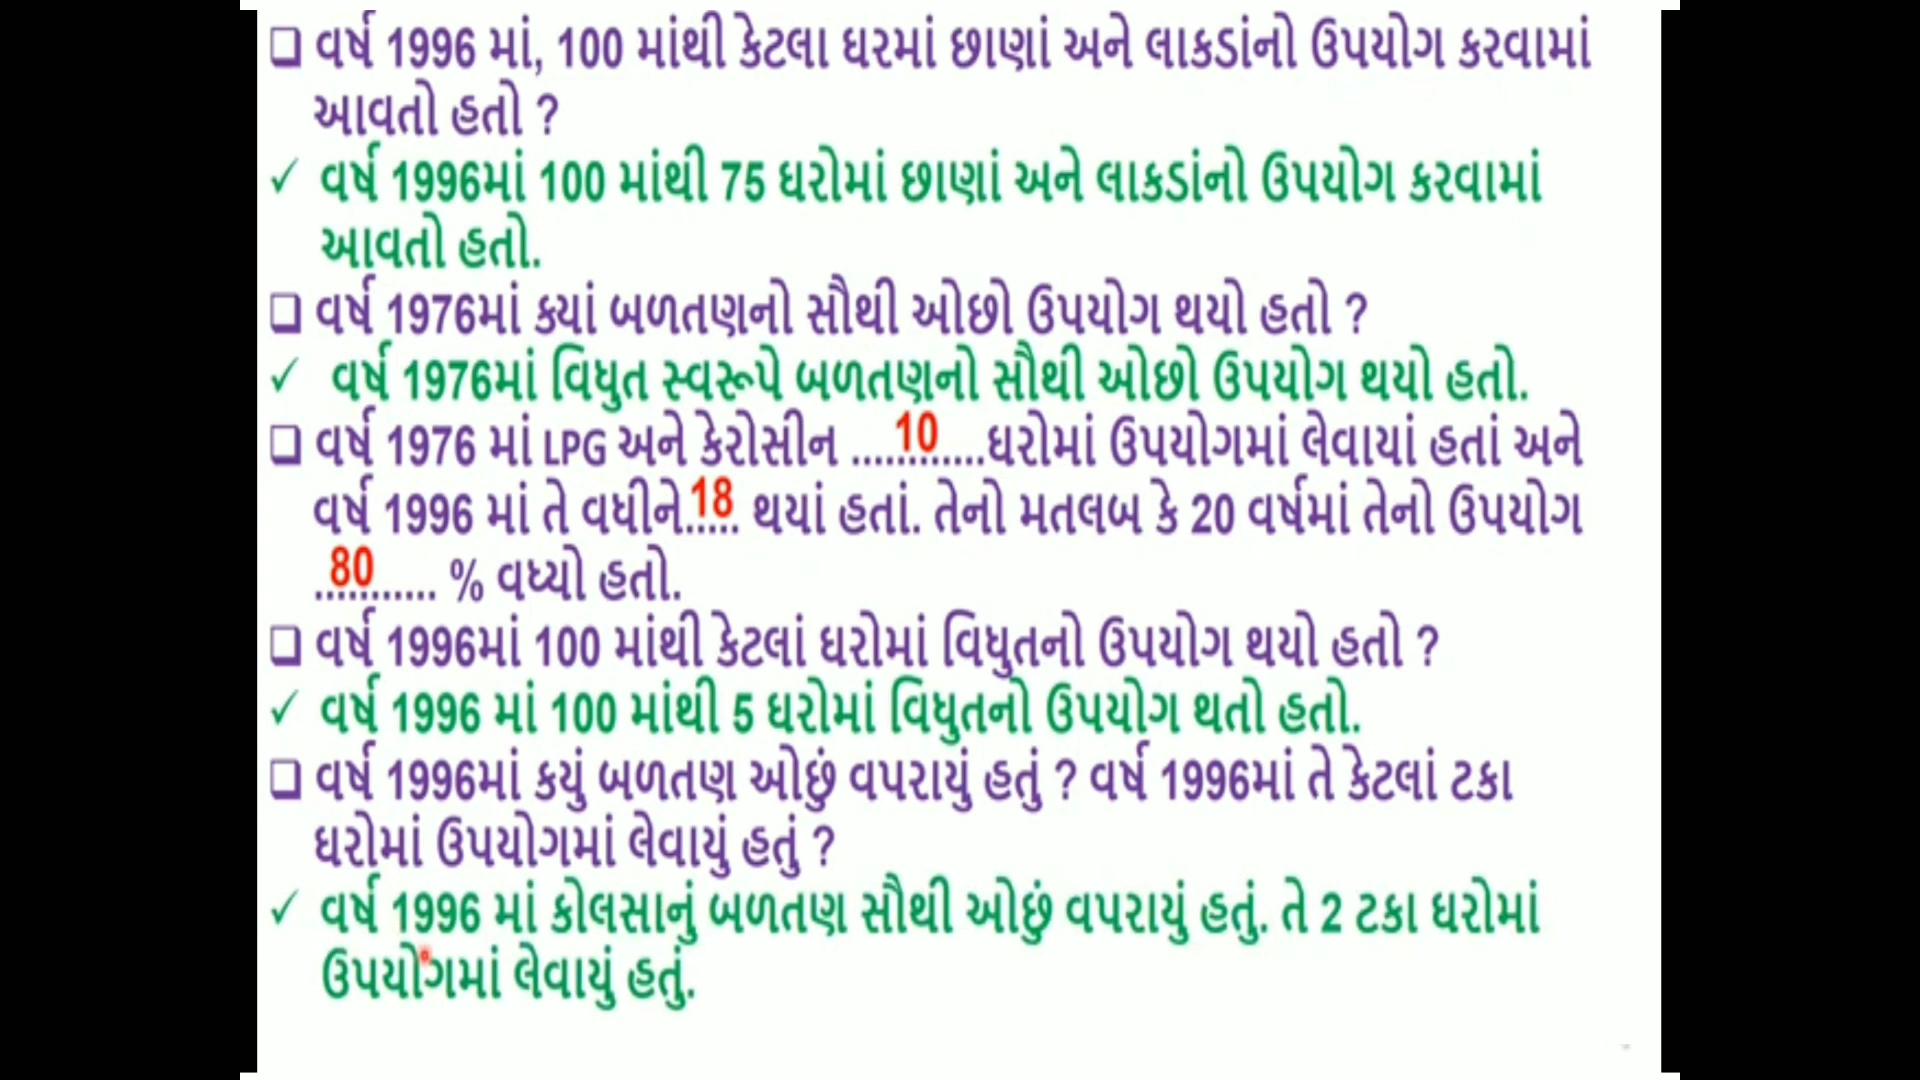 ❑ વર્ષ 1996 માં, 100 માંથી કેટલા ઘરમાં છાણાં અને લાકડાંનો ઉપયોગ કરવામાં
આવતો હતો ?
✓ વર્ષ 1996માં 100 માંથી 75 ઘરોમાં છાણાં અને લાકડાંનો ઉપયોગ કરવામાં
આવતો હતો.
❑ વર્ષ 1976માં ક્યાં બળતણનો સૌથી ઓછો ઉપયોગ થયો હતો ?
✓ વર્ષ 1976માં વિધુત સ્વરૂપે બળતણનો સૌથી ઓછો ઉપયોગ થયો હતો.
❑ વર્ષ 1976 માં LPG અને કેરોસીન ....10....ઘરોમાં ઉપયોગમાં લેવાયાં હતાં અને
વર્ષ 1996 માં તે વધીને..18.. થયાં હતાં. તેનો મતલબ કે 20 વર્ષમાં તેનો ઉપયોગ
.80...... % વધ્યો હતો.
❑ વર્ષ 1996માં 100 માંથી કેટલાં ઘરોમાં વિધુતનો ઉપયોગ થયો હતો ?
✓ વર્ષ 1996 માં 100 માંથી 5 ઘરોમાં વિધુતનો ઉપયોગ થતો હતો.
❑ વર્ષ 1996માં કયું બળતણ ઓછું વપરાયું હતું ? વર્ષ 1996માં તે કેટલાં ટકા
ઘરોમાં ઉપયોગમાં લેવાયું હતું ?
✓ વર્ષ 1996 માં કોલસાનું બળતણ સૌથી ઓછું વપરાયું હતું. તે 2 ટકા ઘરોમાં
ઉપયોગમાં લેવાયું હતું.